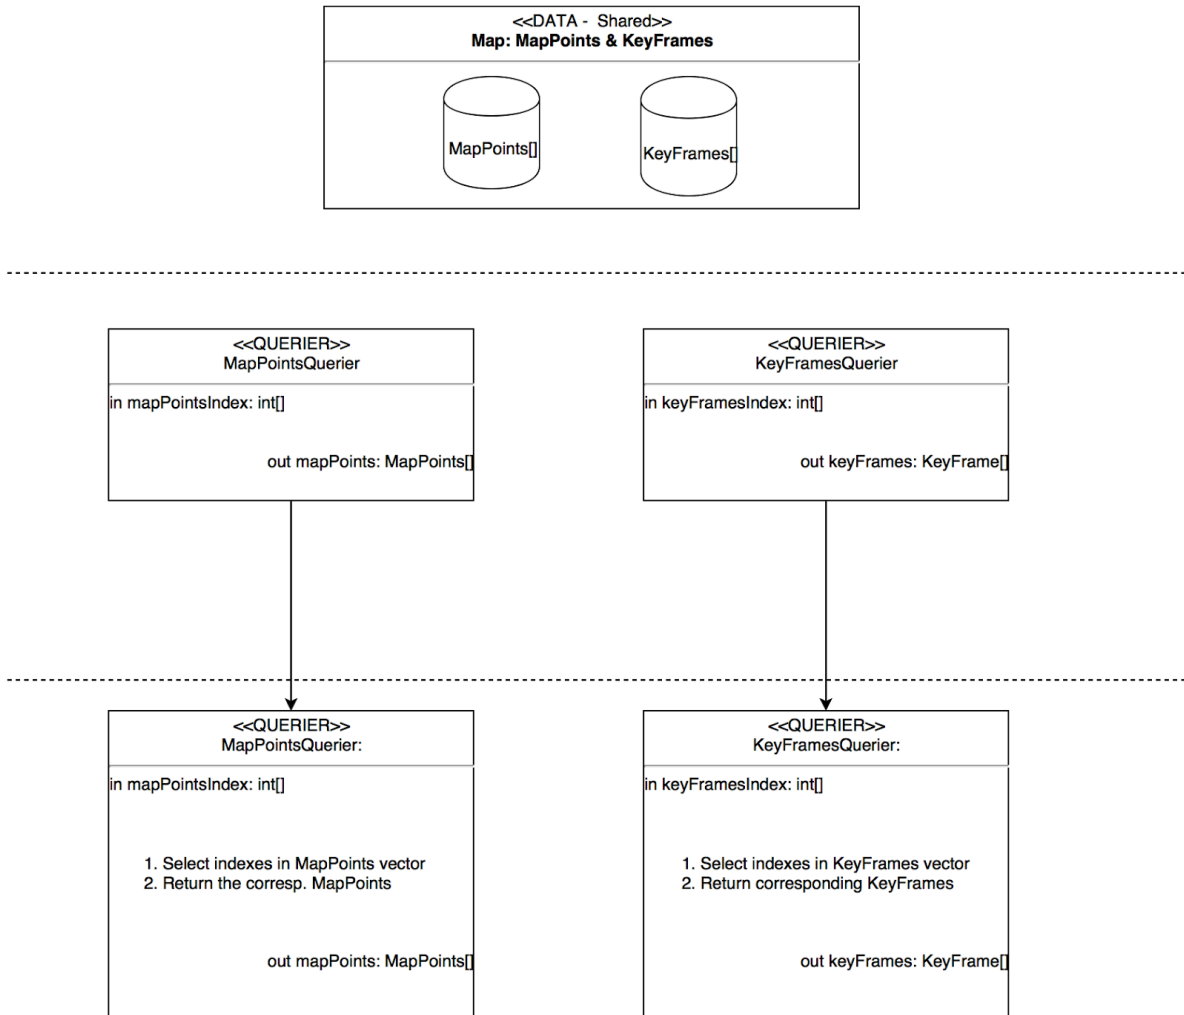 <<DATA -  Shared>>
Map: MapPoints & KeyFrames
MapPoints[]
KeyFrames[]
<<QUERIER>>
MapPointsQuerier
in mapPointsIndex: int[]
out mapPoints: MapPoints[]
<<QUERIER>>
KeyFramesQuerier
in keyFramesIndex: int[]
out keyFrames: KeyFrame[]
<<QUERIER>>
MapPointsQuerier:
in mapPointsIndex: int[]
1. Select indexes in MapPoints vector
2. Return the corresp. MapPoints
out mapPoints: MapPoints[]
<<QUERIER>>
KeyFramesQuerier:
in keyFramesIndex: int[]
1. Select indexes in KeyFrames vector
2. Return corresponding KeyFrames
out keyFrames: KeyFrame[]